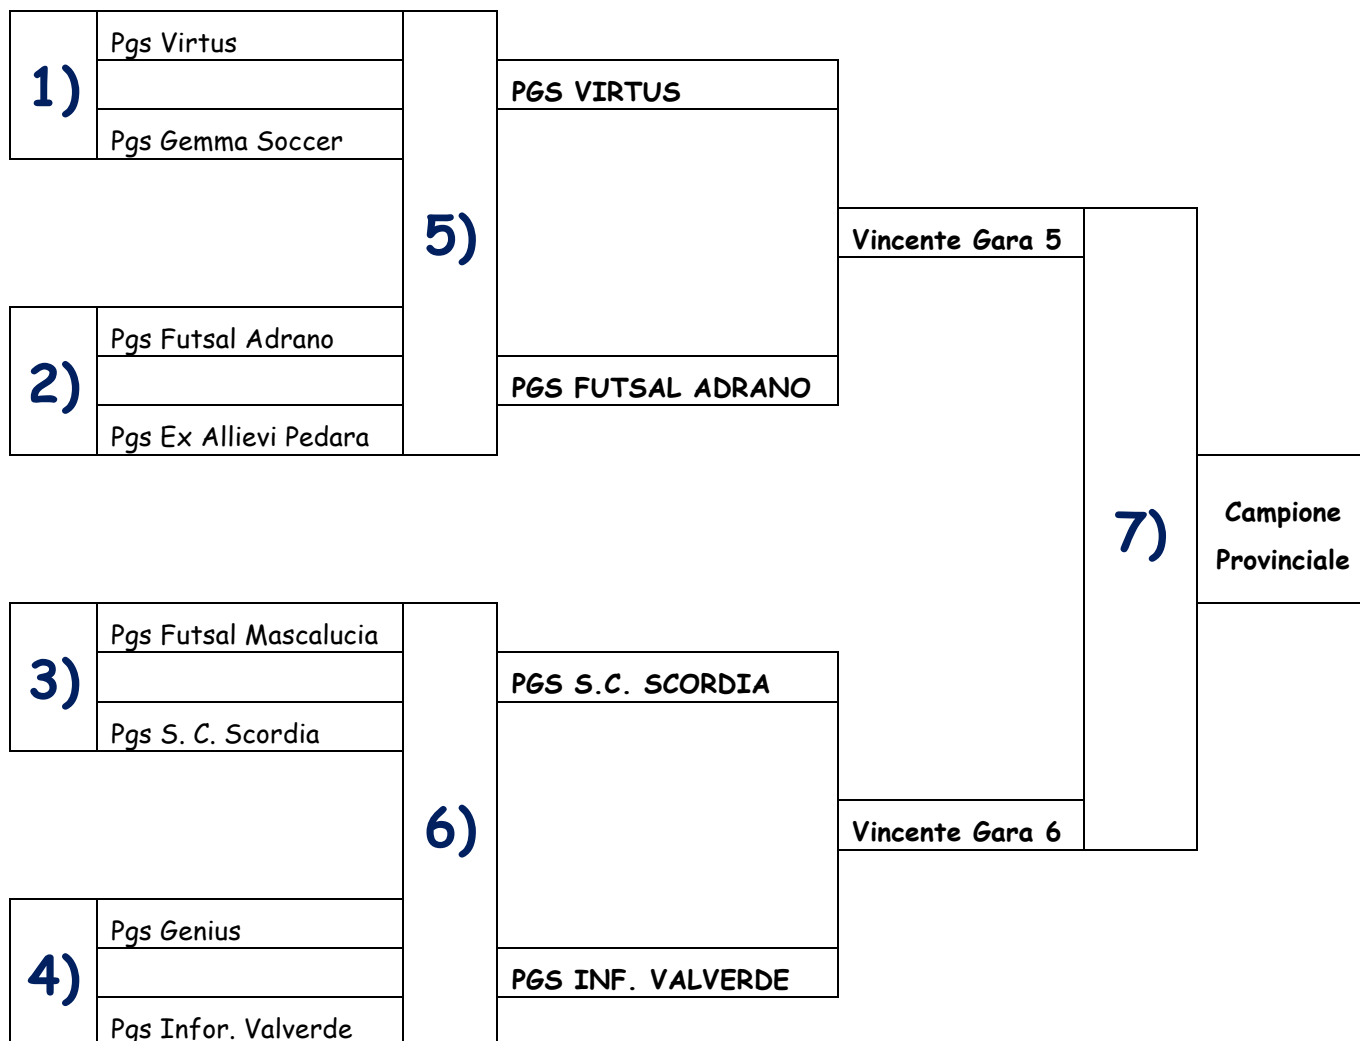 Pgs Virtus
1)
PGS VIRTUS
Pgs Gemma Soccer
5)
Vincente Gara 5
Pgs Futsal Adrano
2)
PGS FUTSAL ADRANO
Pgs Ex Allievi Pedara
7)
Campione
Provinciale
Pgs Futsal Mascalucia
3)
PGS S.C. SCORDIA
Pgs S. C. Scordia
6)
Vincente Gara 6
Pgs Genius
4)
PGS INF. VALVERDE
Pgs Infor. Valverde